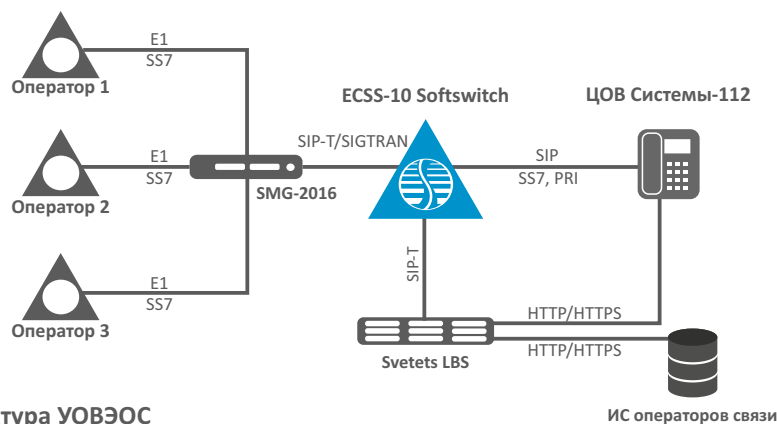 E1
SS7
Оператор 1
ECSS-10 Softswitch
ЦОВ Системы-112
E1
SS7
Оператор 2
SIP-T/SIGTRAN
SMG-2016
SIP
SS7, PRI
SIP-T
E1
SS7
Оператор 3
HTTP/HTTPS
HTTP/HTTPS
Svetets LBS
УОВЭОС
ИС операторов связи